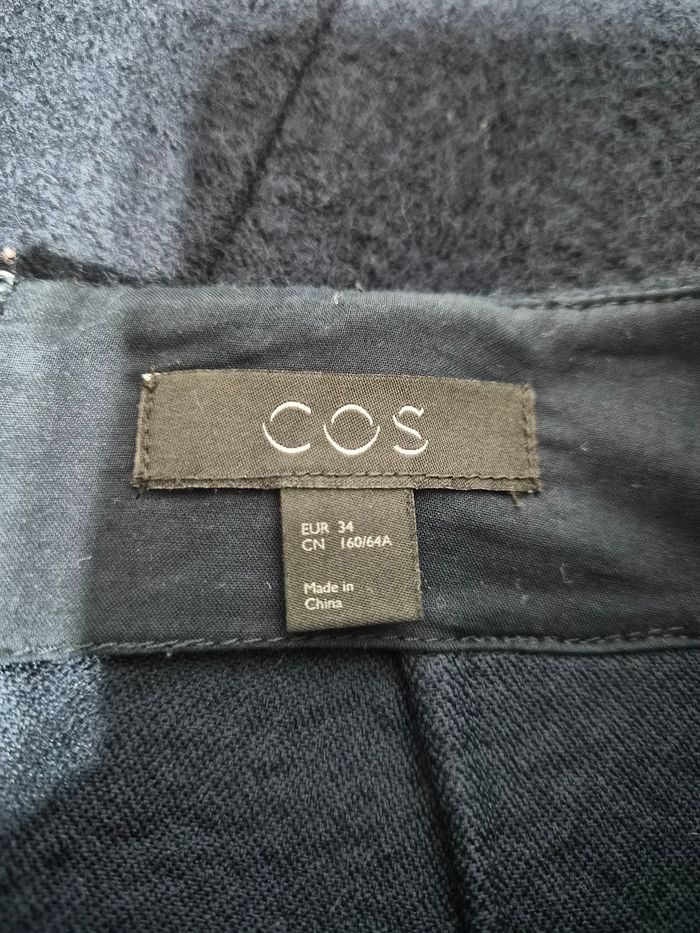 COS
EUR 34
CN 160/64A
Made in
China